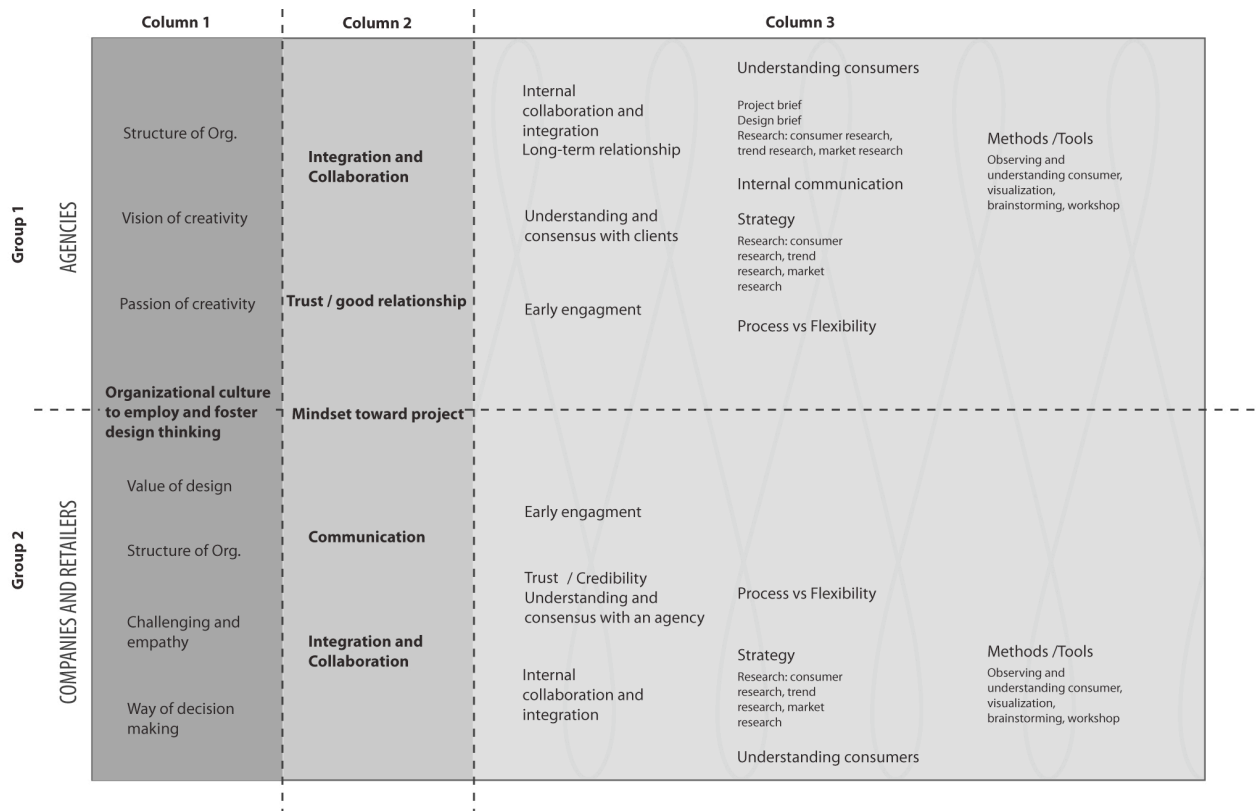 Column 1
Column 2
Column 3
Group 1
AGENCIES
Structure of Org.
Vision of creativity
Passion of creativity
Organizational culture
to employ and foster
design thinking
Integration and
Collaboration
Trust / good relationship
Mindset toward project
Internal
collaboration and
integration
Long-term relationship
Understanding and
consensus with clients
Early engagment
Understanding consumers
Project brief
Design brief
Research: consumer research,
trend research, market research
Internal communication
Strategy
Research: consumer
research, trend
research, market
research
Process vs Flexibility
Methods /Tools
Observing and
understanding consumer,
visualization,
brainstorming, workshop
Group 2
COMPANIES AND RETAILERS
Value of design
Structure of Org.
Challenging and
empathy
Way of decision
making
Communication
Integration and
Collaboration
Early engagment
Trust / Credibility
Understanding and
consensus with an agency
Internal
collaboration and
integration
Process vs Flexibility
Strategy
Research: consumer
research, trend
research, market
research
Understanding consumers
Methods /Tools
Observing and
understanding consumer,
visualization,
brainstorming, workshop